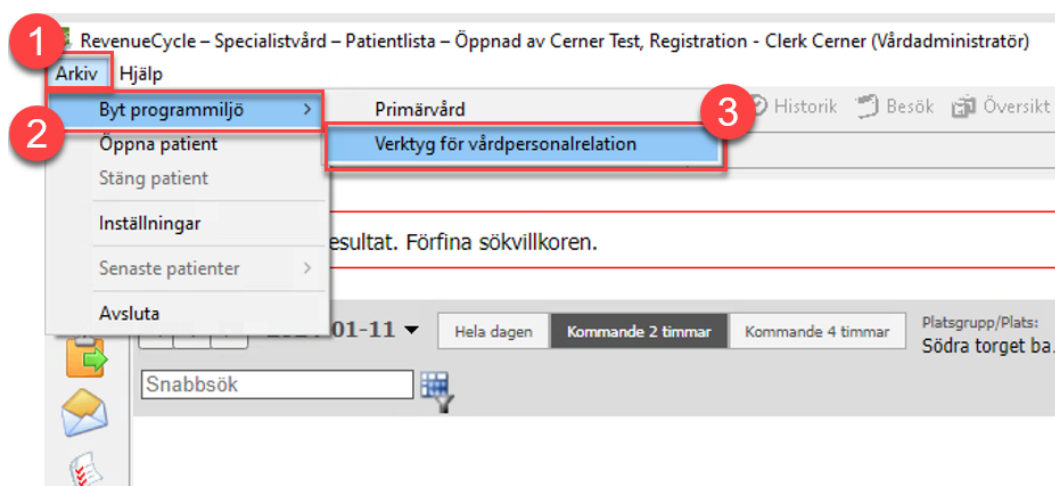 1
RevenueCycle – Specialistvård – Patientlista – Öppnad av Cerner Test, Registration - Clerk Cerner (Vårdadministratör)
Arkiv Hjälp
2
Byt programmiljö
Primärvård
3
Historik Besök Översikt
Öppna patient
Verktyg för vårdpersonalrelation
Stäng patient
Inställningar
esultat. Förfina sökvillkoren.
Senaste patienter
Avsluta
01-11 Hela dagen Kommande 2 timmar Kommande 4 timmar
Platsgrupp/Plats:
Södra torget ba.
Snabbsök